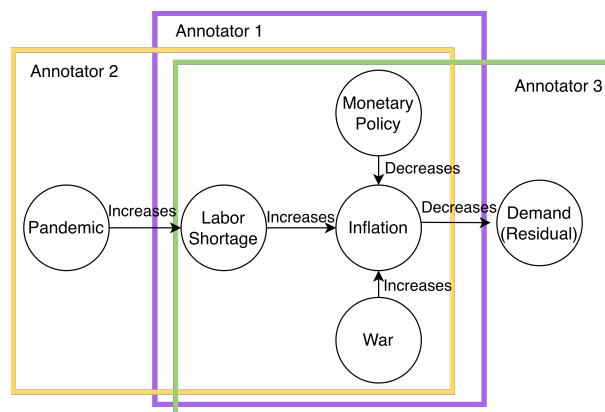 Annotator 1
Annotator 2
Annotator 3
Monetary
Policy
Decreases
Pandemic
Increases
Labor
Shortage
Increases
Inflation
Decreases
Demand
(Residual)
Increases
War